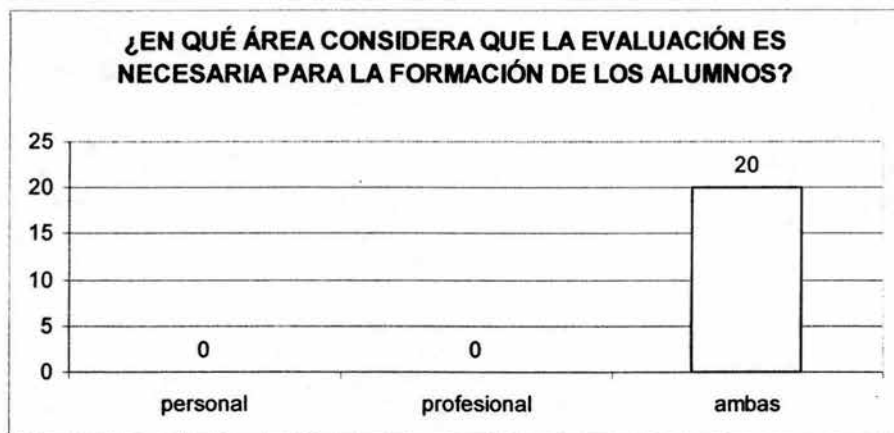 ¿EN QUÉ ÁREA CONSIDERA QUE LA EVALUACIÓN ES
NECESARIA PARA LA FORMACIÓN DE LOS ALUMNOS?
25
20
15
10
5
0
0
0
20
personal
profesional
ambas